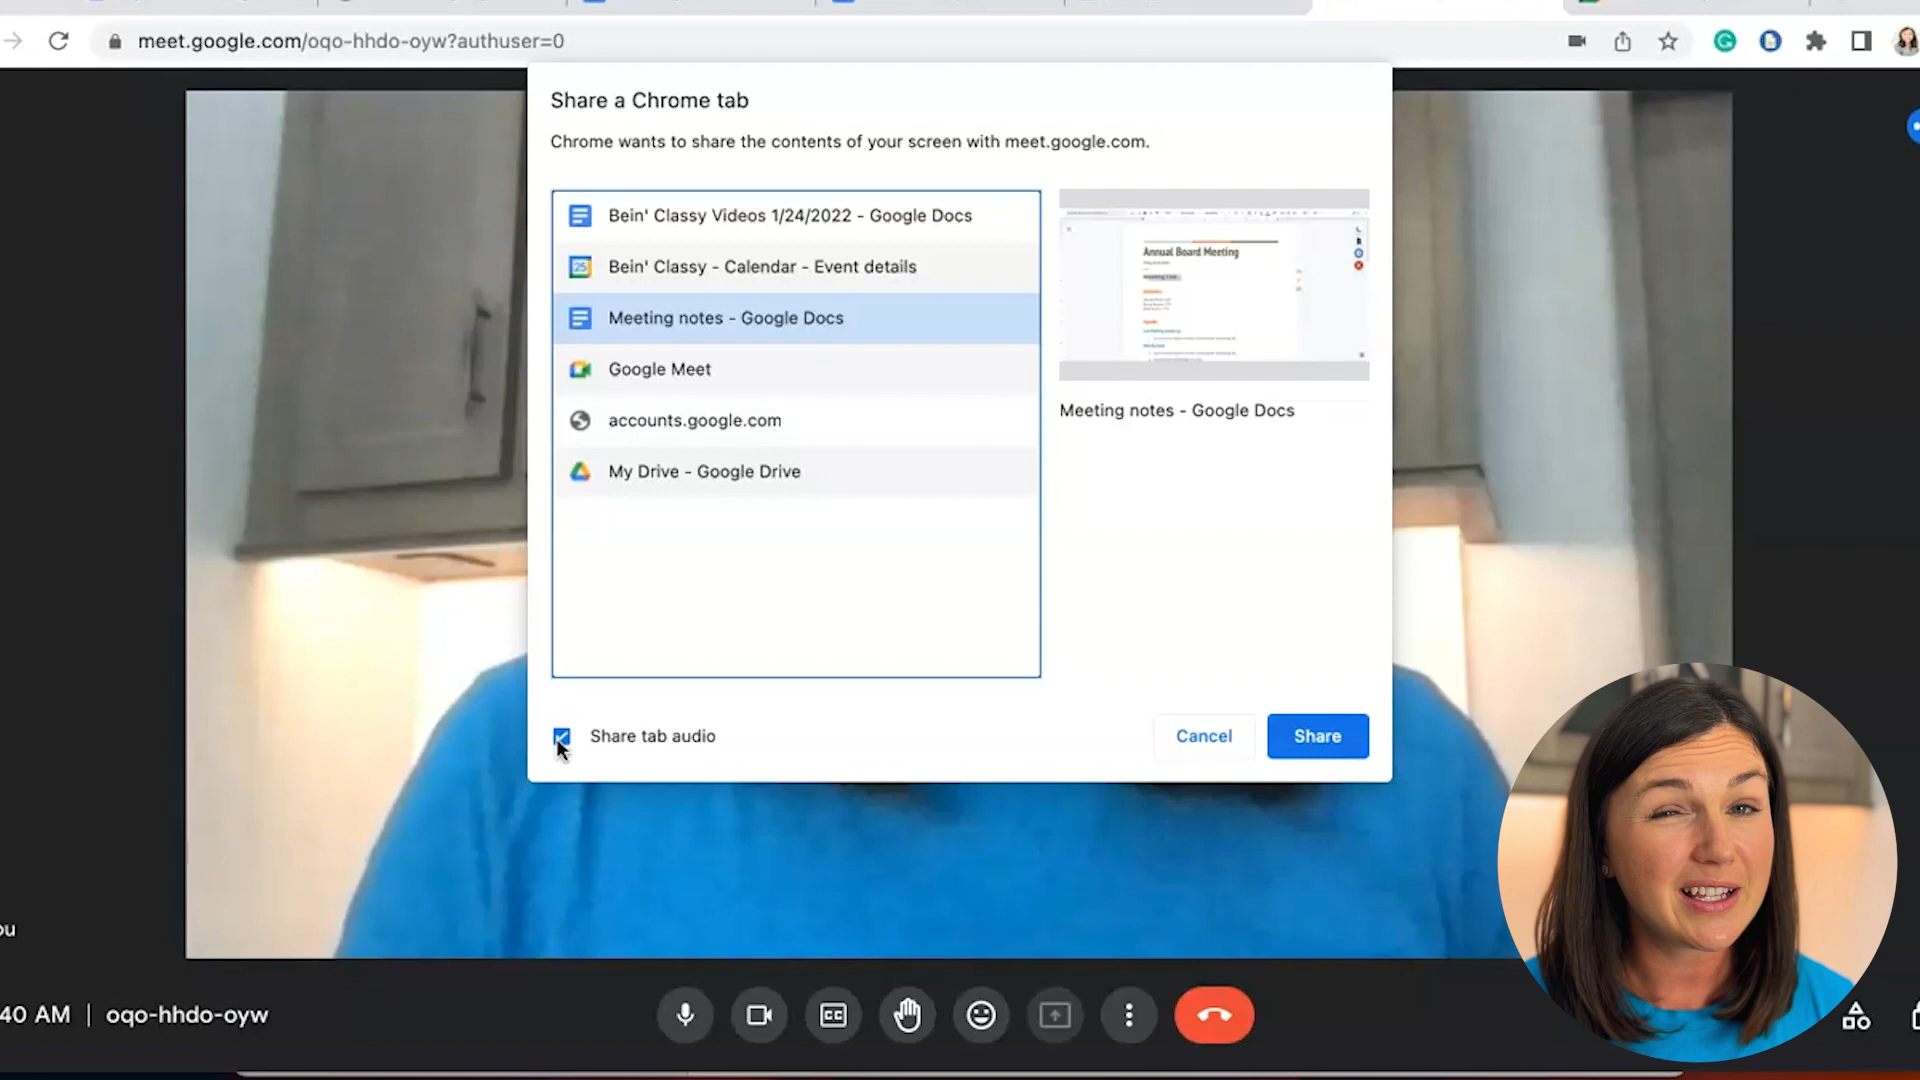 meet.google.com/oqo-hhdo-oyw?authuser=0
Share a Chrome tab
Chrome wants to share the contents of your screen with meet.google.com.
Bein' Classy Videos 1/24/2022 - Google Docs
25
Bein' Classy - Calendar - Event details
Meeting notes - Google Docs
Google Meet
accounts.google.com
My Drive - Google Drive
Annual Board Meeting
Meeting notes - Google Docs
Share tab audio
Cancel
Share
ou
40 AM | oqo-hhdo-oyw
CC